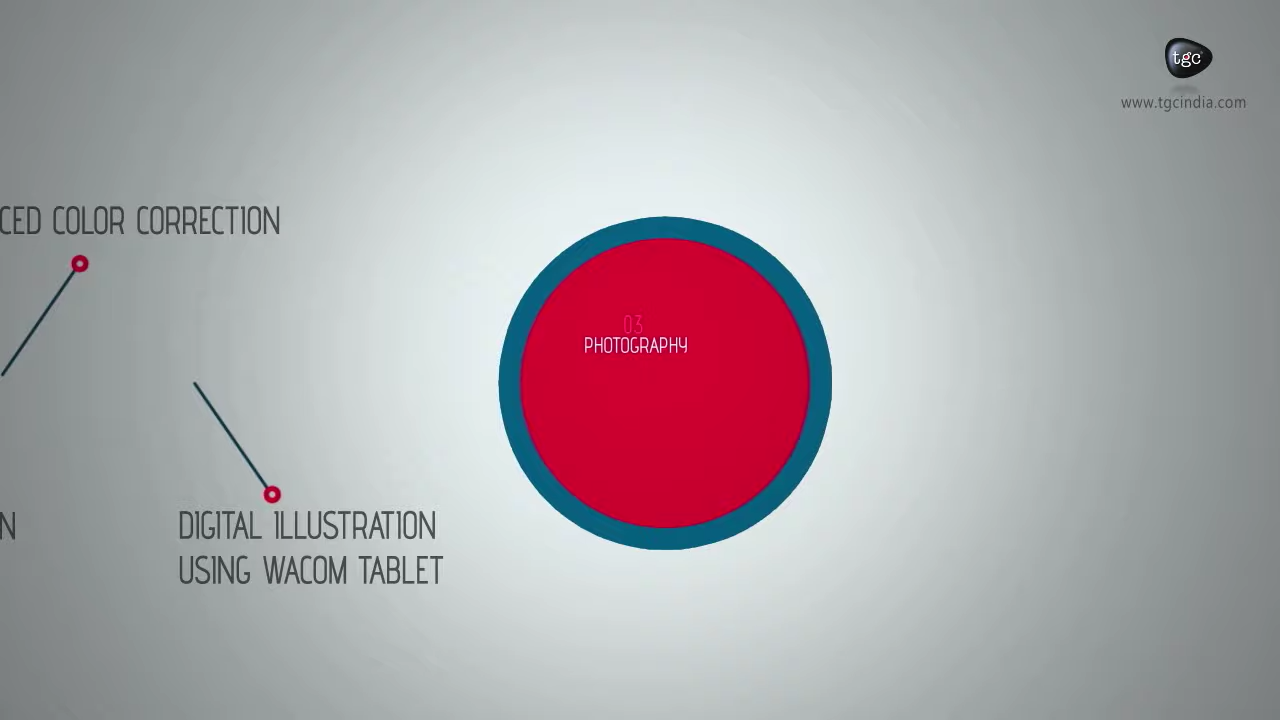 tgc
www.tgcindia.com
CED COLOR CORRECTION
03
PHOTOGRAPHY
N
DIGITAL ILLUSTRATION
USING WACOM TABLET